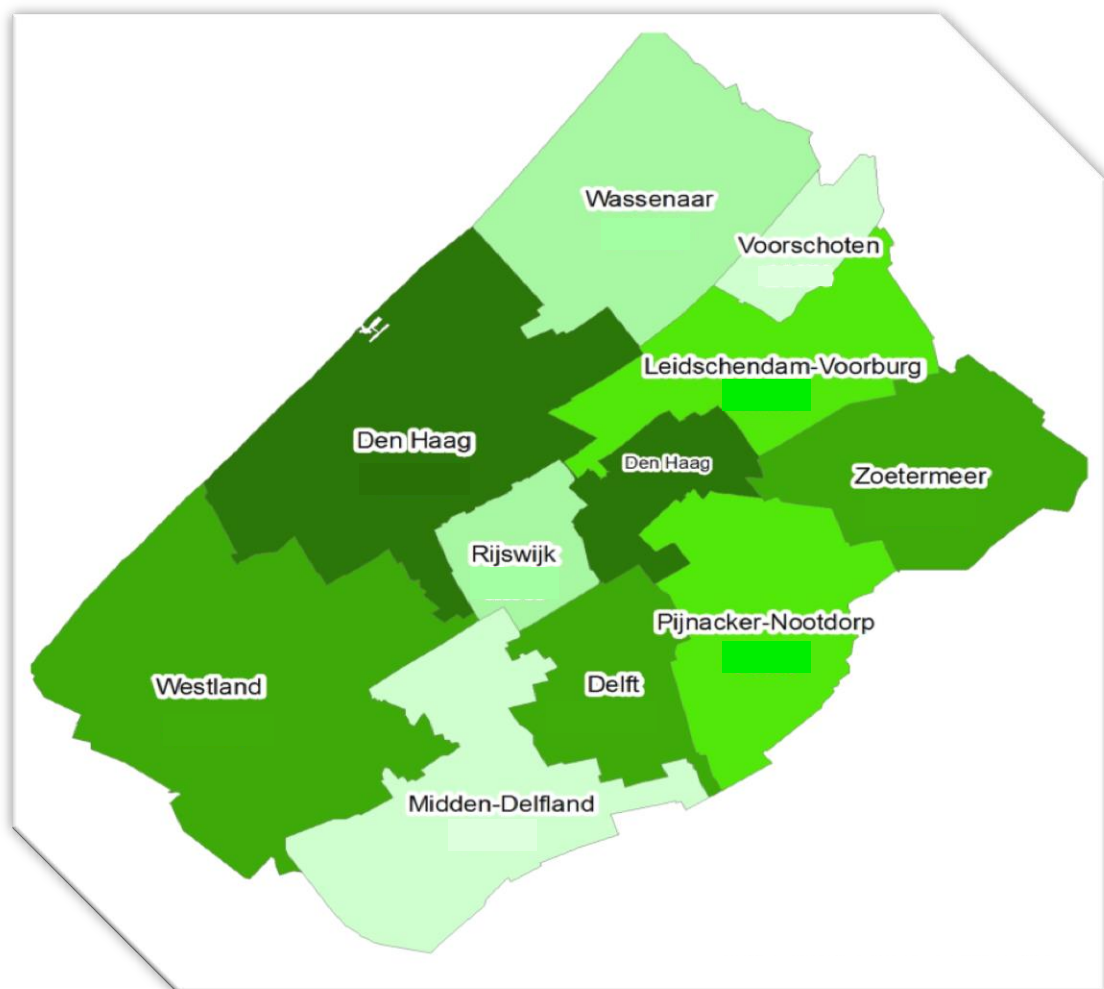 Wassenaar
Voorschoten
Leidschendam-Voorburg
Den Haag
Den Haag
Zoetermeer
Rijswijk
Pijnacker-Nootdorp
Westland
Delft
Midden-Delfland